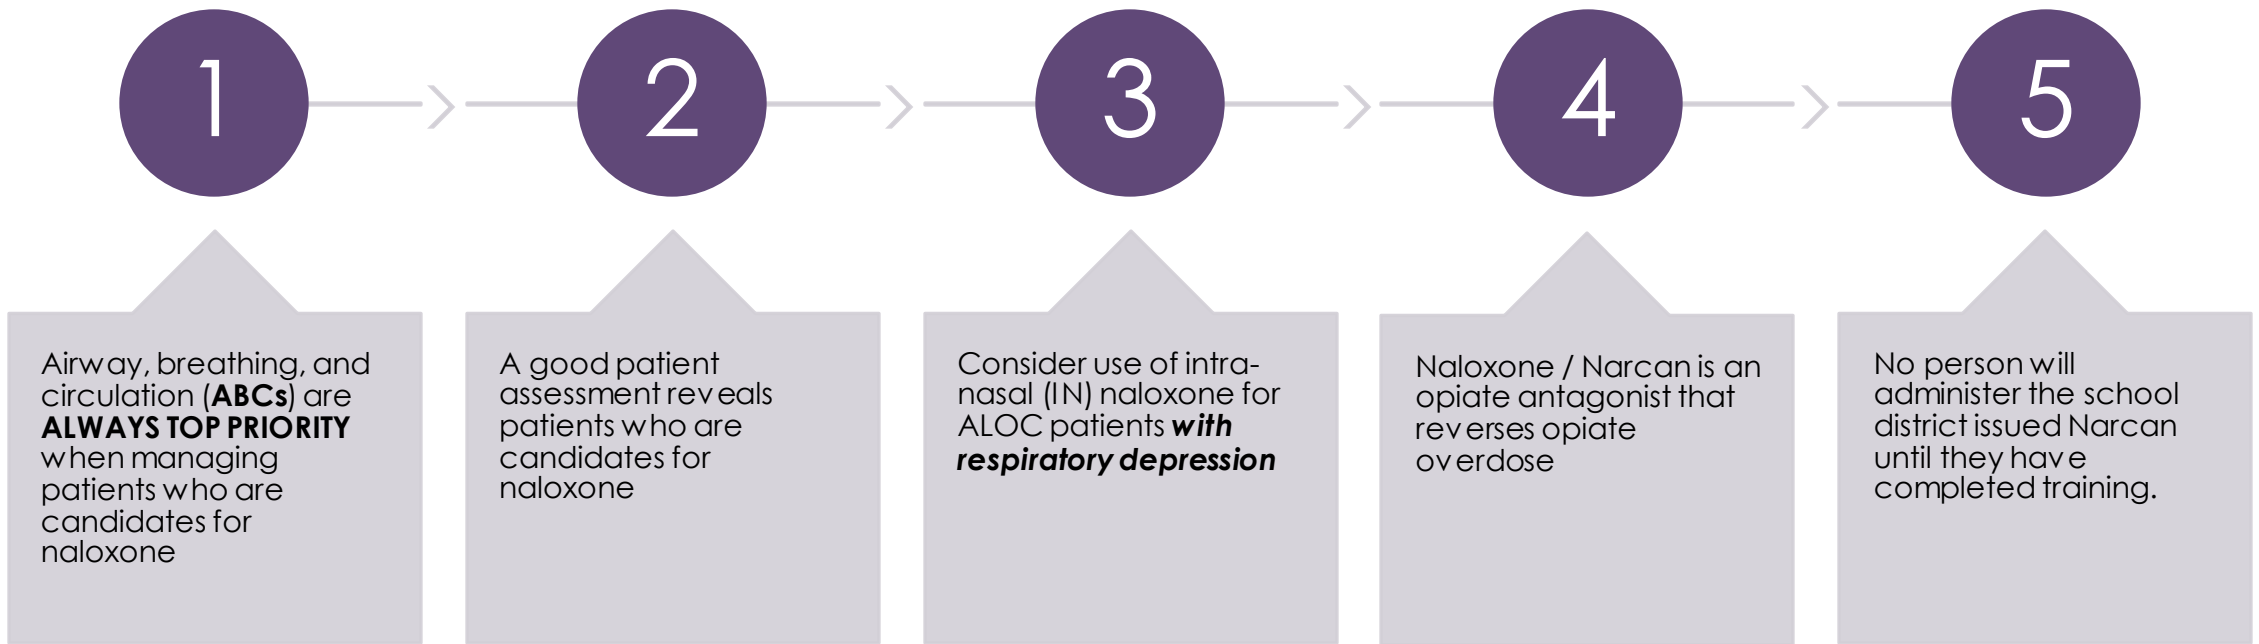 1
2
3
4
5
Airway, breathing, and
circulation (ABCs) are
ALWAYS TOP PRIORITY
when managing
patients who are
candidates for
naloxone
A good patient
assessment reveals
patients who are
candidates for
naloxone
Consider use of intra-
nasal (IN) naloxone for
ALOC patients with
respiratory depression
Naloxone / Narcan is an
opiate antagonist that
reverses opiate
overdose
No person will
administer the school
district issued Narcan
until they have
completed training.